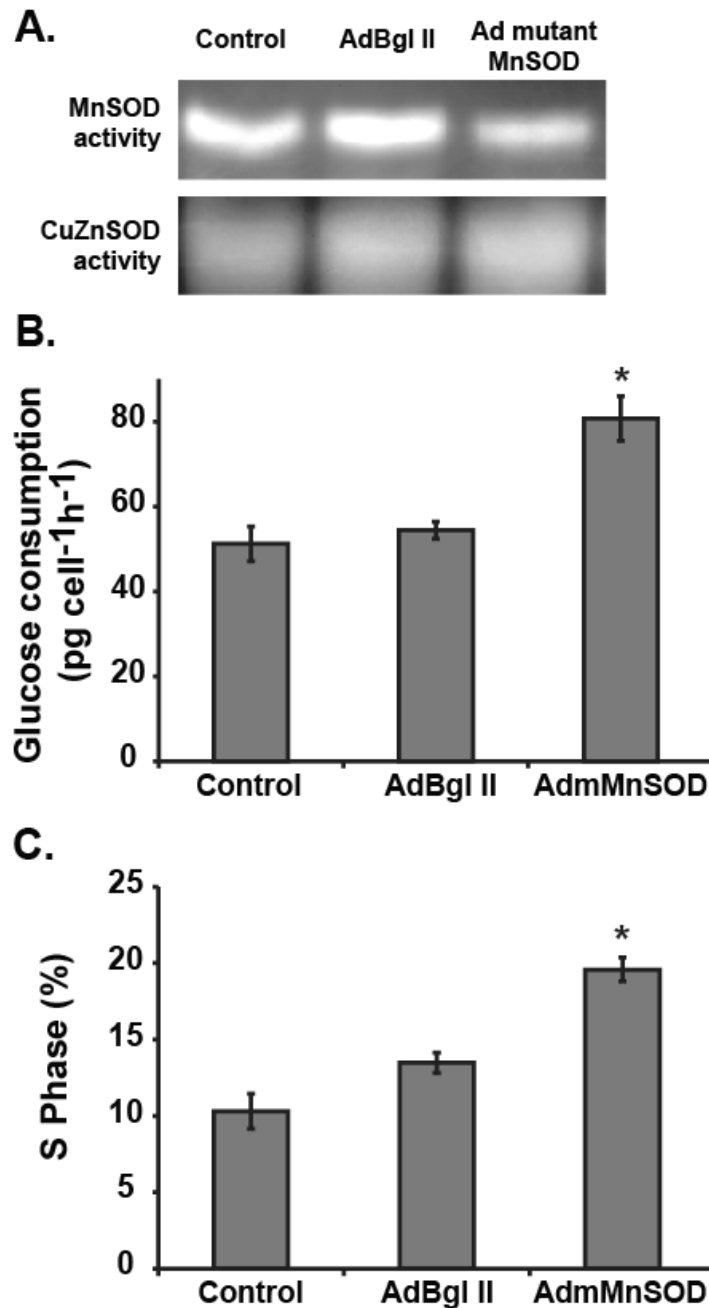 A.
Control AdBgl II Ad mutant MnSOD
MnSOD activity
CuZnSOD activity
B.
Glucose consumption
(pg cell-1h-1)
80
60
40
20
0
*
Control AdBgl II AdmMnSOD
C.
S Phase (%)
25
20
15
10
5
0
*
Control AdBgl II AdmMnSOD